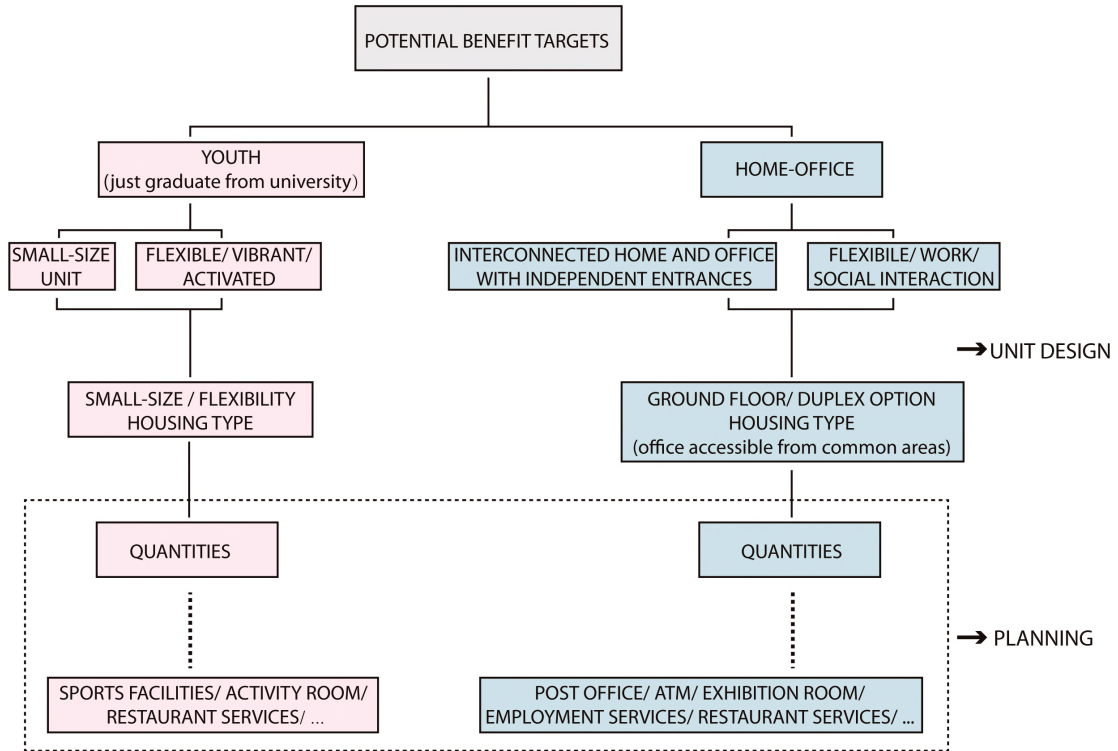 POTENTIAL BENEFIT TARGETS
YOUTH
(just graduate from university)
HOME-OFFICE
SMALL-SIZE
UNIT
FLEXIBLE/ VIBRANT/
ACTIVATED
INTERCONNECTED HOME AND OFFICE
WITH INDEPENDENT ENTRANCES
FLEXIBILE/ WORK/
SOCIAL INTERACTION
→ UNIT DESIGN
SMALL-SIZE / FLEXIBILITY
HOUSING TYPE
GROUND FLOOR/ DUPLEX OPTION
HOUSING TYPE
(office accessible from common areas)
QUANTITIES
QUANTITIES
→ PLANNING
SPORTS FACILITIES/ ACTIVITY ROOM/
RESTAURANT SERVICES/ ...
POST OFFICE/ ATM/ EXHIBITION ROOM/
EMPLOYMENT SERVICES/ RESTAURANT SERVICES/ ...